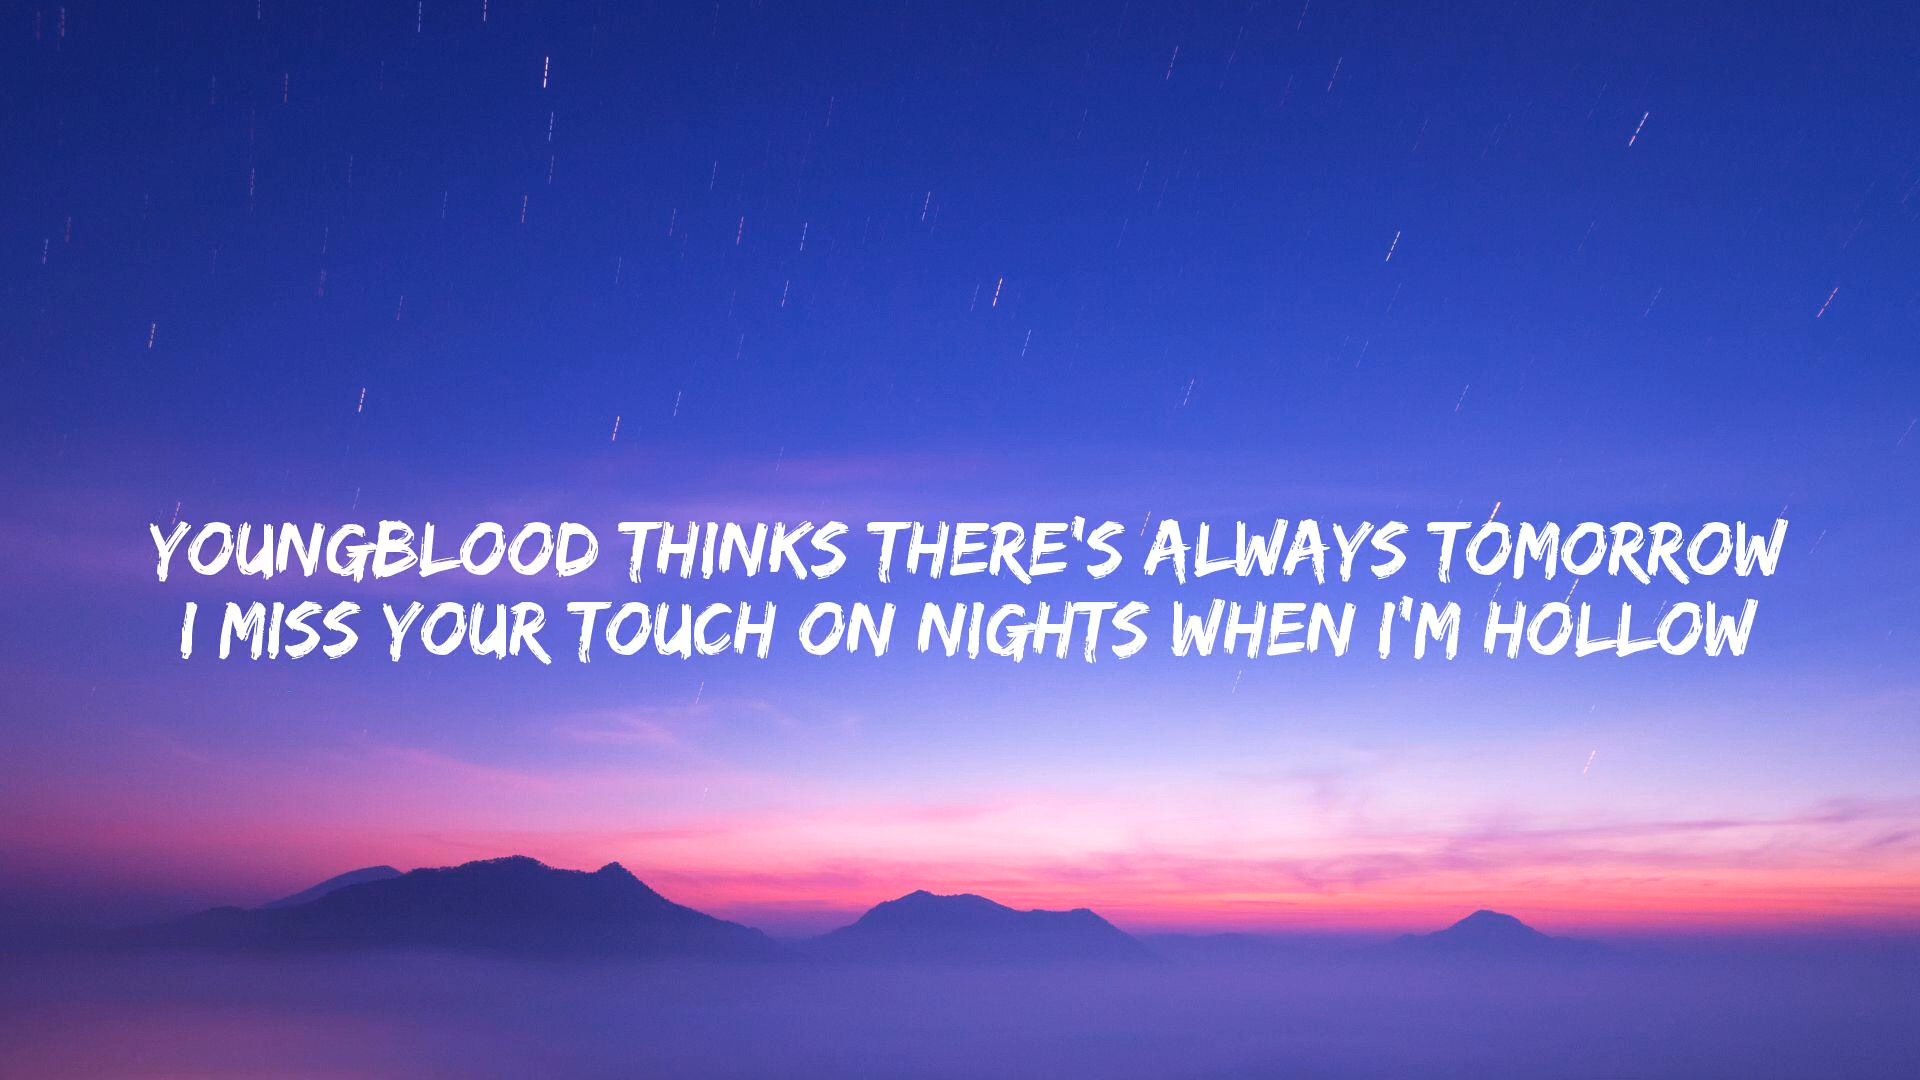 YOUNGBLOOD THINKS THERE'S ALWAYS TOMORROW
I MISS YOUR TOUCH ON NIGHTS WHEN I'M HOLLOW